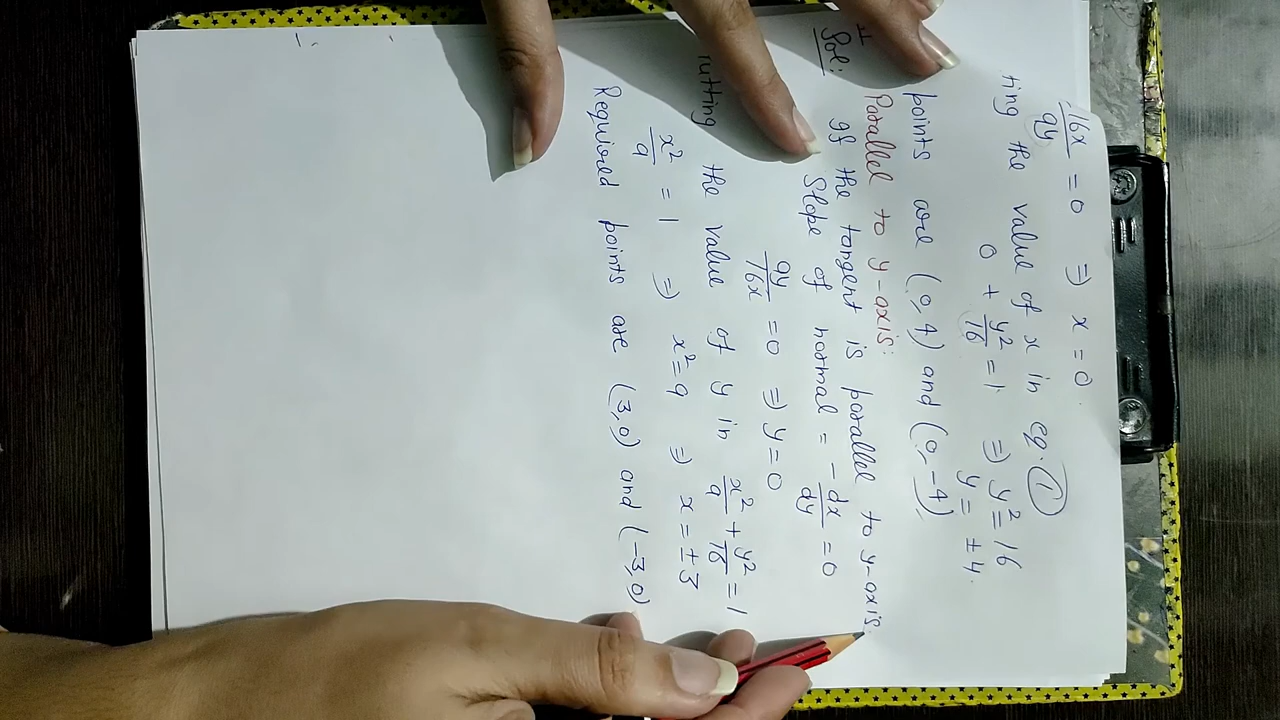 16x/9y = 0 ⇒ x = 0.
ting the value of x in eq. (1)
0 + y²/16 = 1 ⇒ y² = 16
y = ± 4.
points are (0, 4) and (0, -4)
Parallel to y-axis:
Sol: If the tangent is parallel to y-axis.
Slope of normal = - dx/dy = 0
9y/16x = 0 ⇒ y = 0
utting the value of y in x²/9 + y²/16 = 1
x²/9 = 1 ⇒ x² = 9 ⇒ x = ± 3
Required points are (3, 0) and (-3, 0)